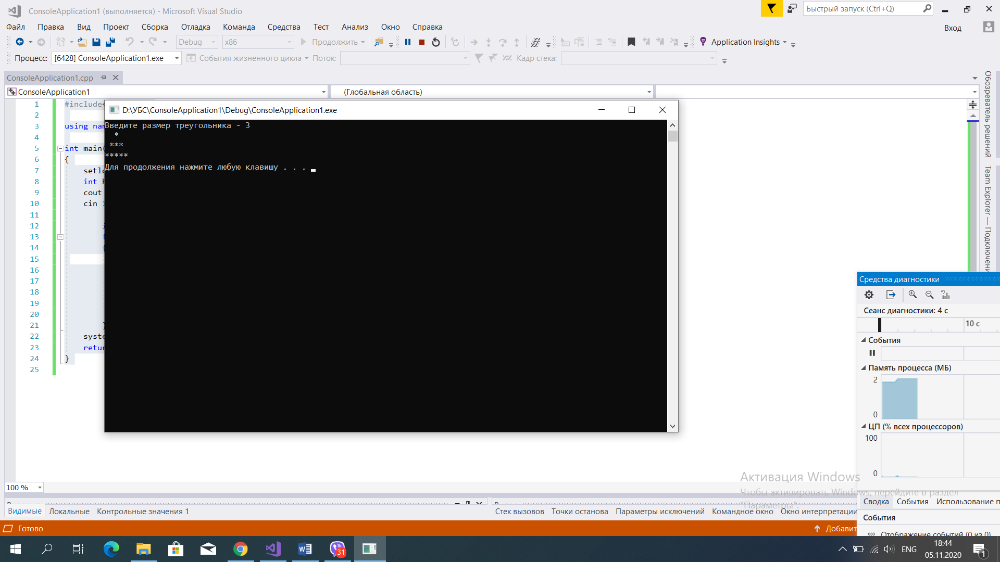 ConsoleApplication1 (выполняется) - Microsoft Visual Studio
Быстрый запуск (Ctrl+Q)
Файл Правка Вид Проект Сборка Отладка Команда Средства Тест Анализ Окно Справка
Вход
Debug x86 Продолжить Application Insights
Процесс: [6428] ConsoleApplication1.exe События жизненного цикла Поток: Кадр стека:
ConsoleApplication1.cpp
ConsoleApplication1 (Глобальная область)
Обозреватель решений
Team Explorer —
D:\УБС\ConsoleApplication1\Debug\ConsoleApplication1.exe
Введите размер треугольника - 3
*
***
*****
Для продолжения нажмите любую клавишу . . .
1 #include<
2
3 using
4
5 int main(
6 {
7
8 int
9 cout
10 cin >
11
12
13
14 {
15
16
17
18
19
20
21 }
22
23
24 }
25
Средства диагностики
Сеанс диагностики: 4 с
10 с
События
Память процесса (МБ)
2
0
ЦП (% всех процессоров)
100
0
Активация Windows
Чтобы активировать Windows, перейдите в раздел
"Параметры".
100 %
Видимые Локальные Контрольные значения 1
Стек вызовов Точки останова Параметры исключений Командное окно Окно интерпретации
Сводка События Использование
События
Отображение событий (0 из 0)
Готово
31
ENG
18:44
05.11.2020
1